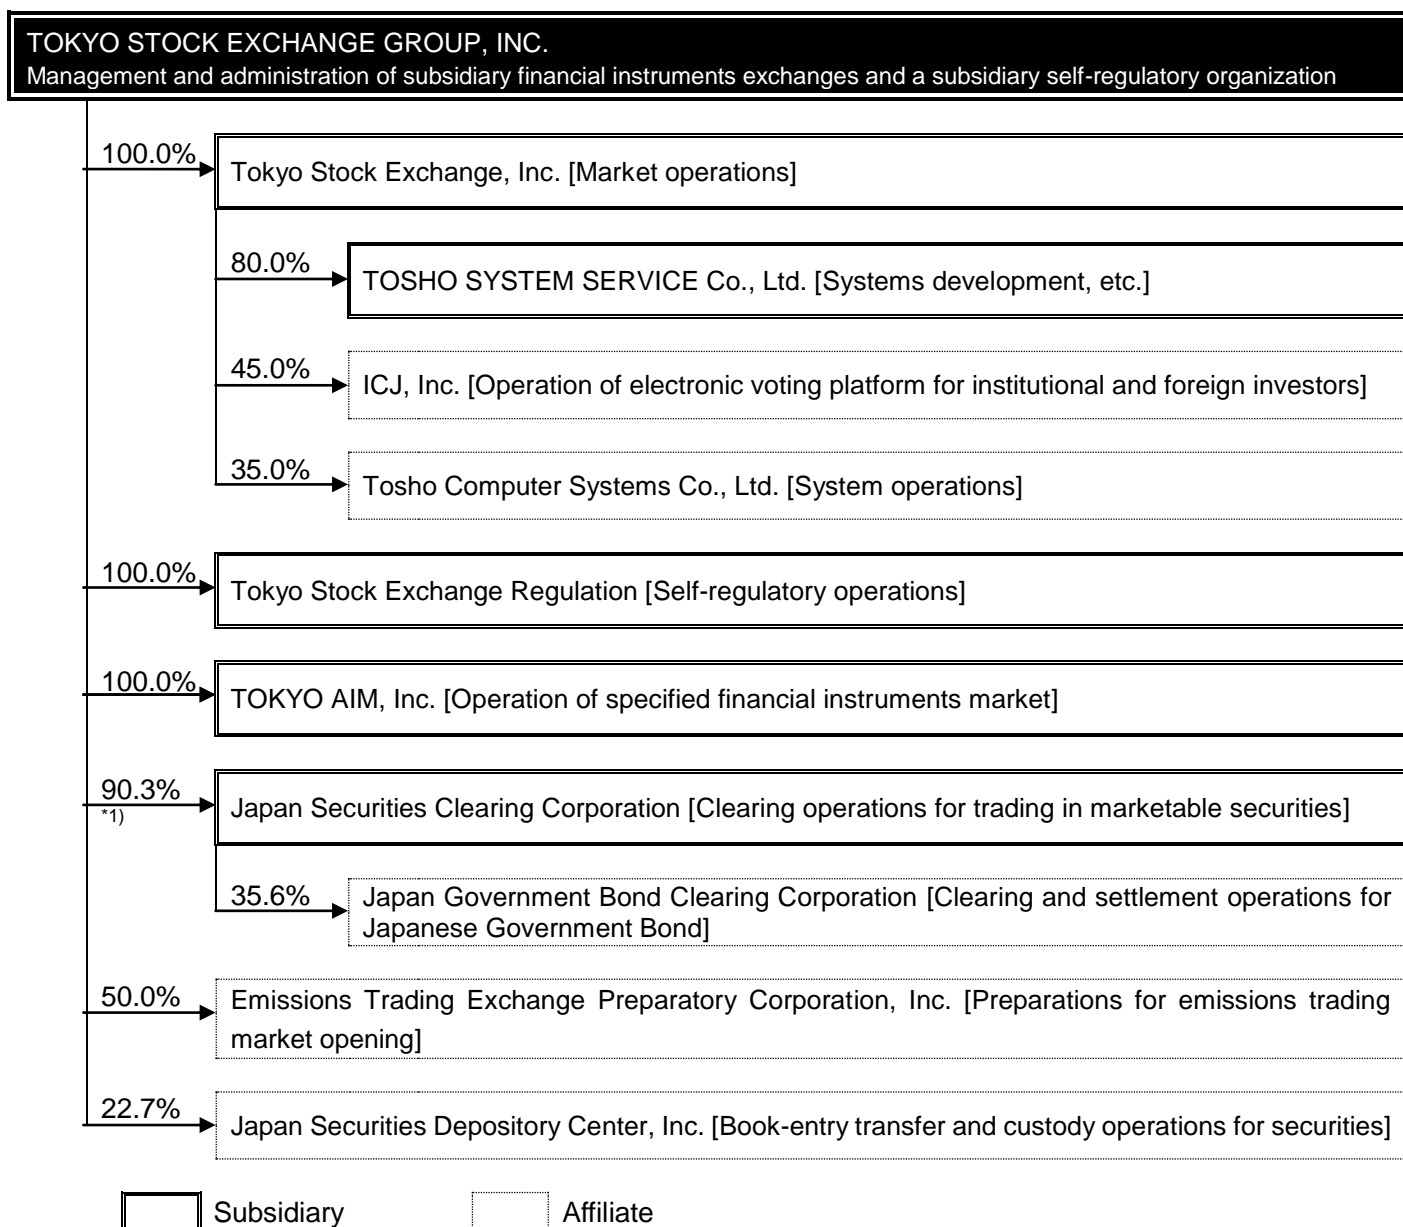 TOKYO STOCK EXCHANGE GROUP, INC.
Management and administration of subsidiary financial instruments exchanges and a subsidiary self-regulatory organization
100.0%
Tokyo Stock Exchange, Inc. [Market operations]
80.0%
TOSHO SYSTEM SERVICE Co., Ltd. [Systems development, etc.]
45.0%
ICJ, Inc. [Operation of electronic voting platform for institutional and foreign investors]
35.0%
Tosho Computer Systems Co., Ltd. [System operations]
100.0%
Tokyo Stock Exchange Regulation [Self-regulatory operations]
100.0%
TOKYO AIM, Inc. [Operation of specified financial instruments market]
90.3%
*1)
Japan Securities Clearing Corporation [Clearing operations for trading in marketable securities]
35.6%
Japan Government Bond Clearing Corporation [Clearing and settlement operations for
Japanese Government Bond]
50.0%
Emissions Trading Exchange Preparatory Corporation, Inc. [Preparations for emissions trading
market opening]
22.7%
Japan Securities Depository Center, Inc. [Book-entry transfer and custody operations for securities]
Subsidiary
Affiliate